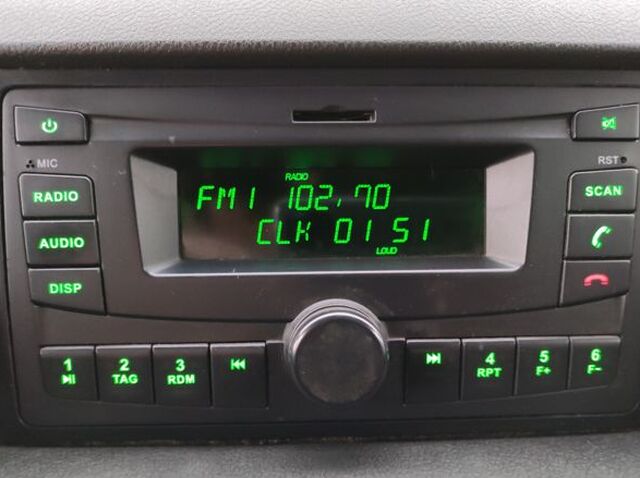 MIC
RST
RADIO
RADIO
FM1 102.70
SCAN
AUDIO
CLK 01 51
LOUD
DISP
1 2 TAG 3 RDM 4 RPT 5 F+ 6 F-